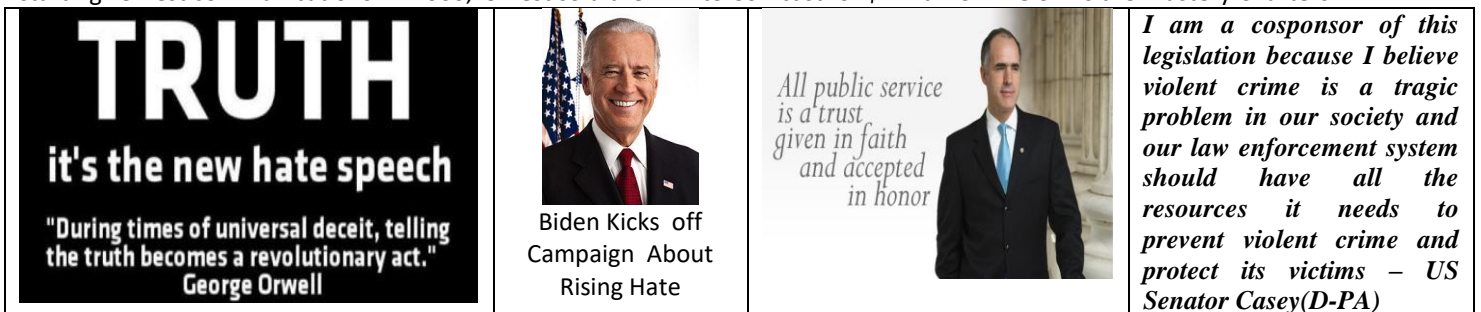 TRUTH
it's the new hate speech
"During times of universal deceit, telling
the truth becomes a revolutionary act."
George Orwell
Biden Kicks off
Campaign About
Rising Hate
All public service
is a trust
given in faith
and accepted
in honor
I am a cosponsor of this
legislation because I believe
violent crime is a tragic
problem in our society and
our law enforcement system
should have all the
resources it needs to
prevent violent crime and
protect its victims – US
Senator Casey(D-PA)